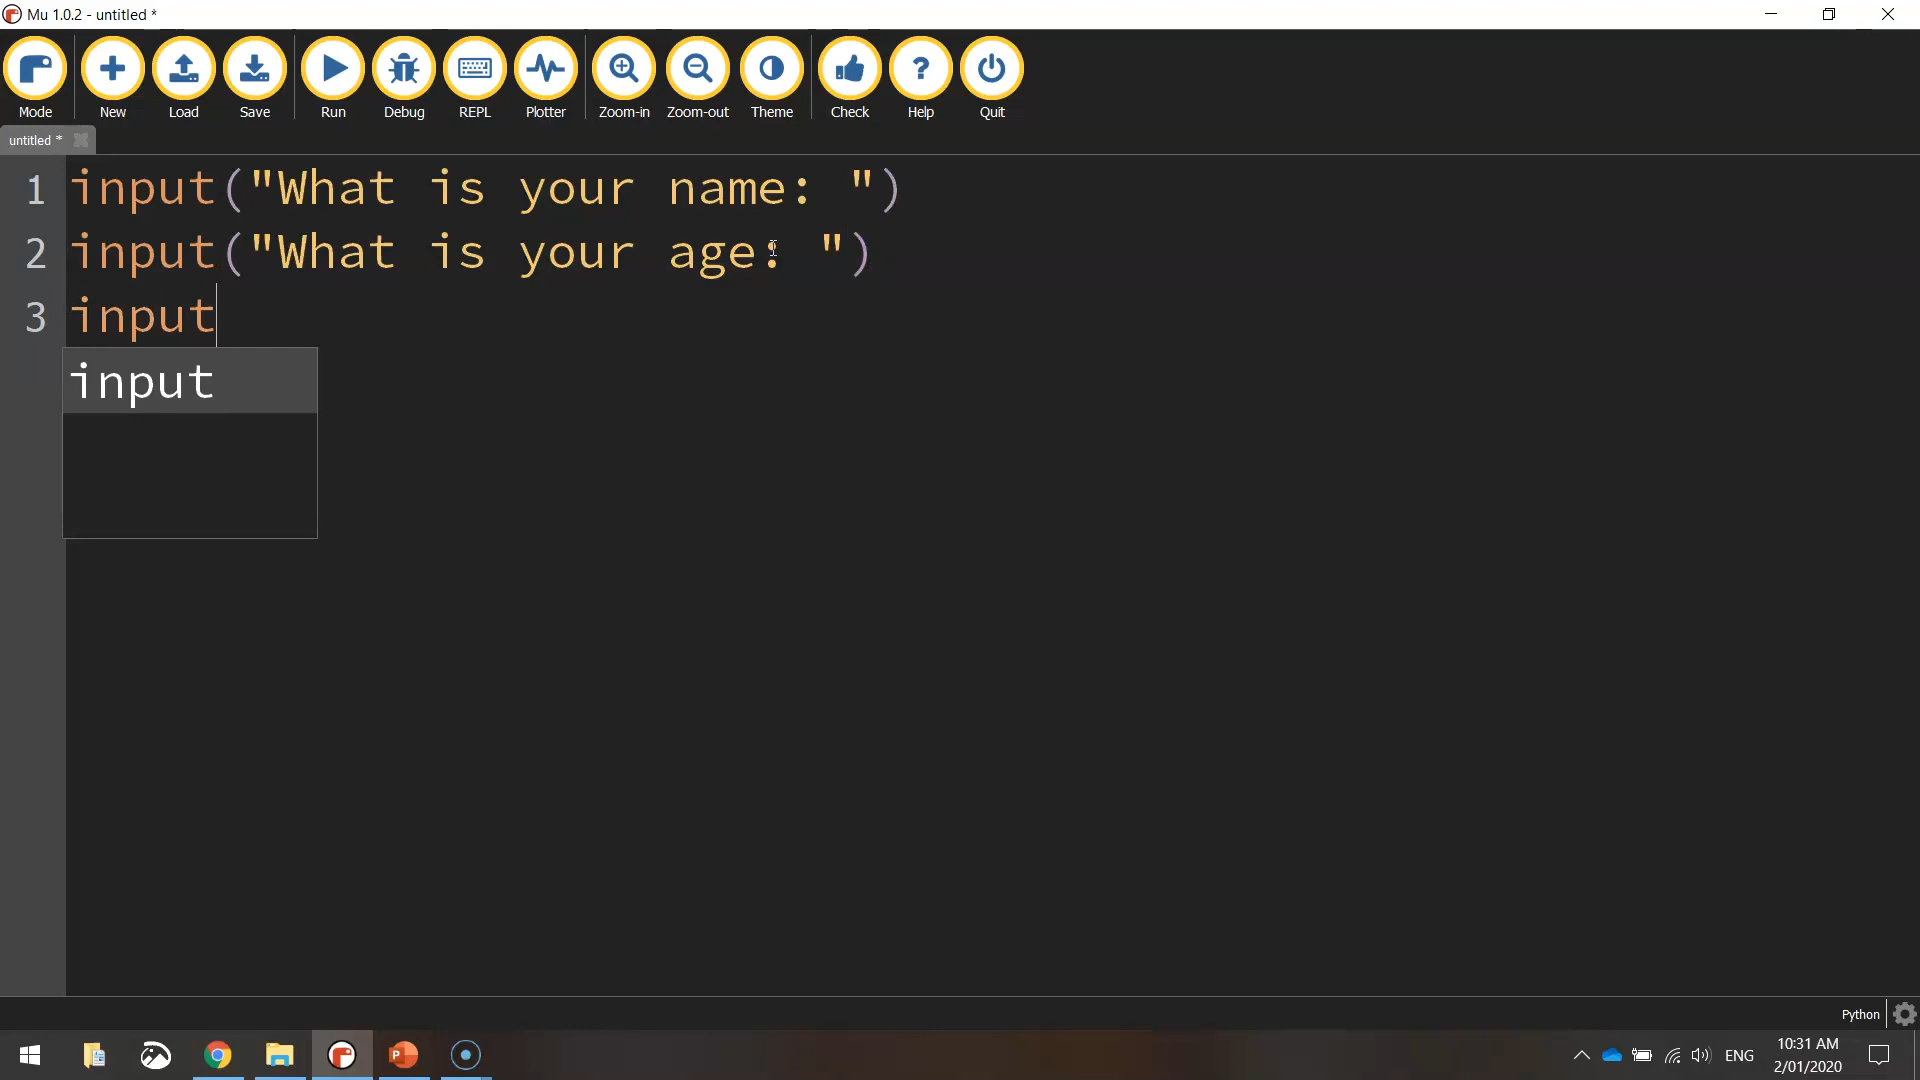 Mu 1.0.2 - untitled *
Mode New Load Save Run Debug REPL Plotter Zoom-in Zoom-out Theme Check Help Quit
untitled *
1 input("What is your name: ")
2 input("What is your age: ")
3 input
input
Python
ENG
10:31 AM
2/01/2020